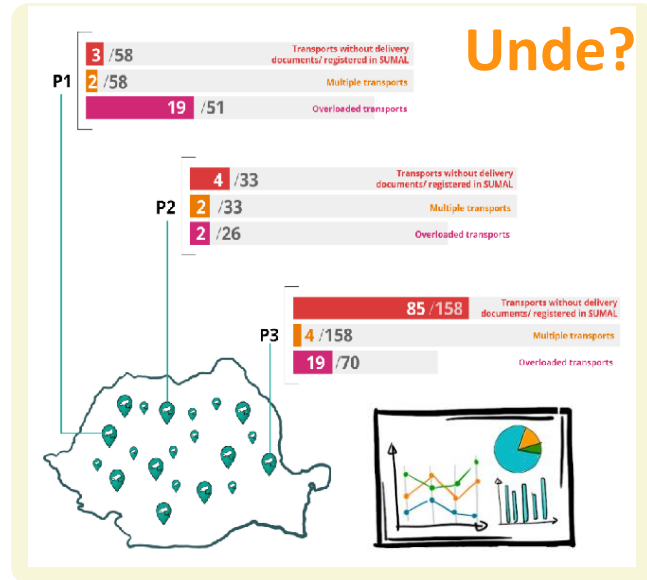 Unde?
P1
3 /58
Transports without delivery
documents/ registered in SUMAL
2 /58
Multiple transports
19 /51
Overloaded transports
P2
4 /33
Transports without delivery
documents/ registered in SUMAL
2 /33
Multiple transports
2 /26
Overloaded transports
P3
85 /158
Transports without delivery
documents/ registered in SUMAL
4 /158
Multiple transports
19 /70
Overloaded transports